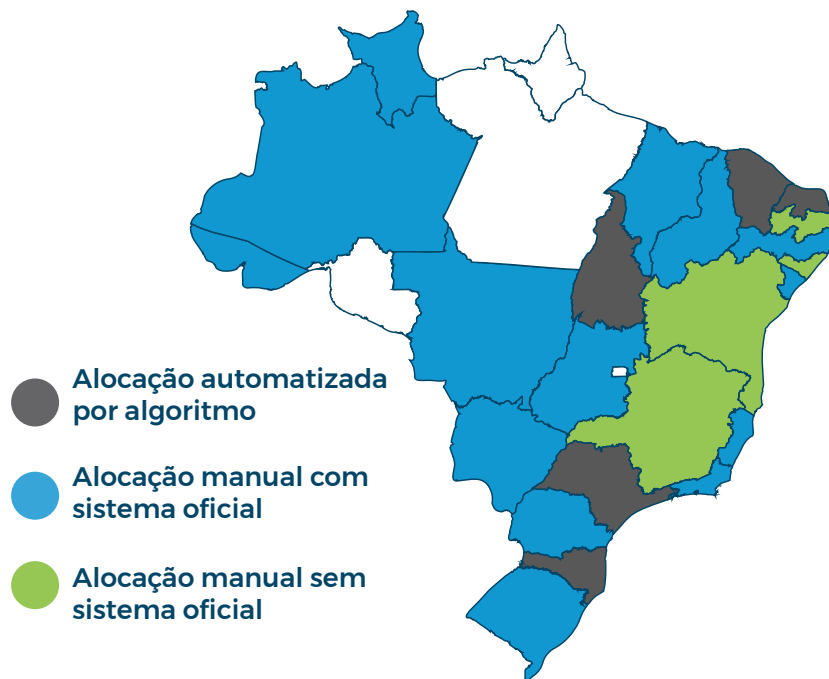 Alocação automatizada
por algoritmo
Alocação manual com
sistema oficial
Alocação manual sem
sistema oficial